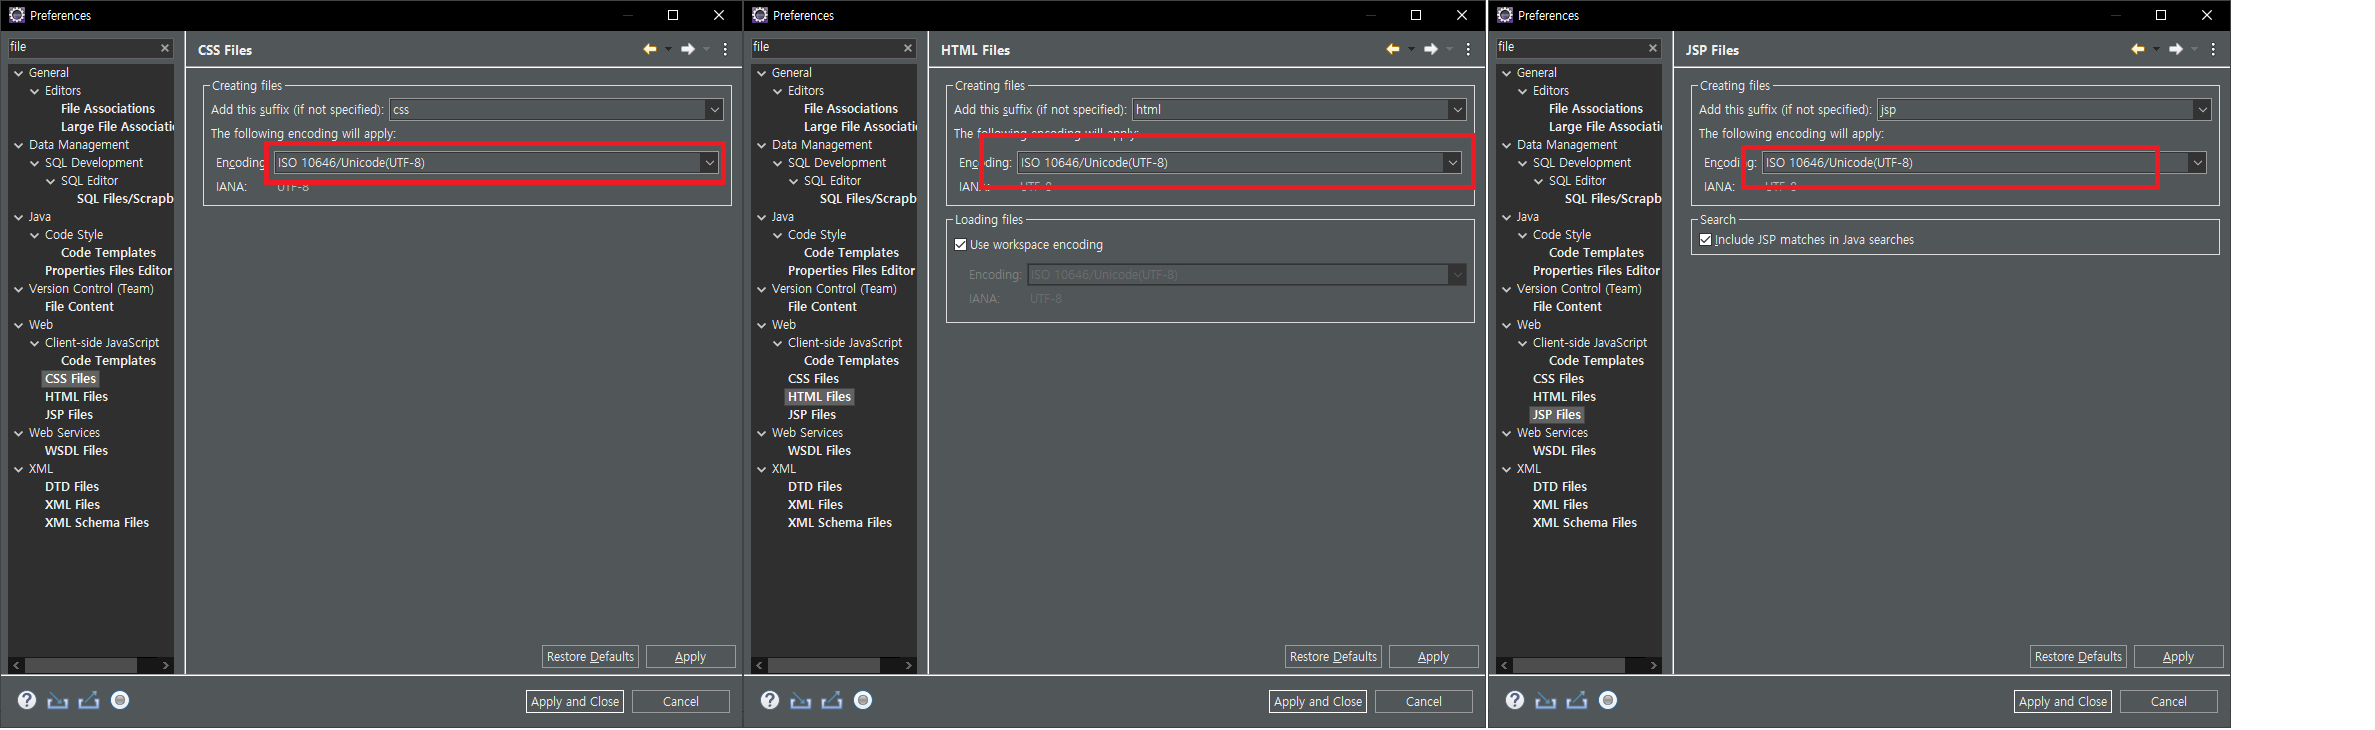 Preferences
file
General
Editors
File Associations
Large File Associati
Data Management
SQL Development
SQL Editor
SQL Files/Scrapb
Java
Code Style
Code Templates
Properties Files Editor
Version Control (Team)
File Content
Web
Client-side JavaScript
Code Templates
CSS Files
HTML Files
JSP Files
Web Services
WSDL Files
XML
DTD Files
XML Files
XML Schema Files
CSS Files
Creating files
Add this suffix (if not specified): css
The following encoding will apply:
Encoding ISO 10646/Unicode(UTF-8)
IANA: UTF-8
Restore Defaults Apply
Apply and Close Cancel
Preferences
file
General
Editors
File Associations
Large File Associati
Data Management
SQL Development
SQL Editor
SQL Files/Scrapb
Java
Code Style
Code Templates
Properties Files Editor
Version Control (Team)
File Content
Web
Client-side JavaScript
Code Templates
CSS Files
HTML Files
JSP Files
Web Services
WSDL Files
XML
DTD Files
XML Files
XML Schema Files
HTML Files
Creating files
Add this suffix (if not specified): html
The following encoding will apply:
Encoding: ISO 10646/Unicode(UTF-8)
IANA: UTF-8
Loading files
Use workspace encoding
Encoding: ISO 10646/Unicode(UTF-8)
IANA: UTF-8
Restore Defaults Apply
Apply and Close Cancel
Preferences
file
General
Editors
File Associations
Large File Associati
Data Management
SQL Development
SQL Editor
SQL Files/Scrapb
Java
Code Style
Code Templates
Properties Files Editor
Version Control (Team)
File Content
Web
Client-side JavaScript
Code Templates
CSS Files
HTML Files
JSP Files
Web Services
WSDL Files
XML
DTD Files
XML Files
XML Schema Files
JSP Files
Creating files
Add this suffix (if not specified): jsp
The following encoding will apply:
Encoding: ISO 10646/Unicode(UTF-8)
IANA: UTF-8
Search
Include JSP matches in Java searches
Restore Defaults Apply
Apply and Close Cancel